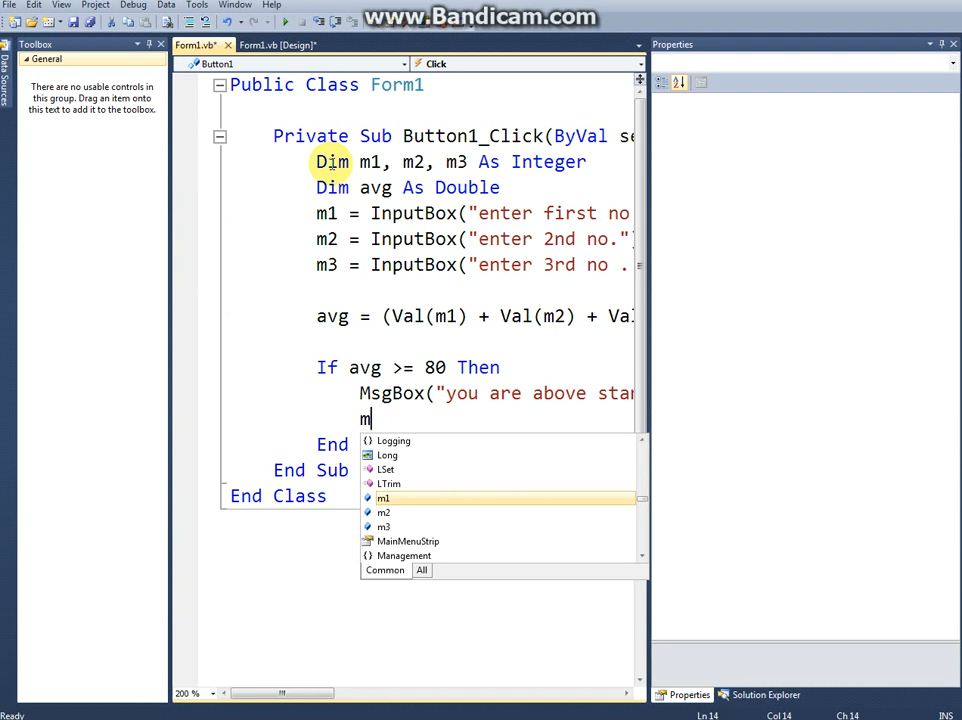 File Edit View Project Debug Data Tools Window Help
www.Bandicam.com
Toolbox
Form1.vb*
Form1.vb [Design]*
Properties
Data Sources
General
There are no usable controls in this group. Drag an item onto this text to add it to the toolbox.
Button1
Click
Public Class Form1
Private Sub Button1_Click(ByVal se
Dim m1, m2, m3 As Integer
Dim avg As Double
m1 = InputBox("enter first no
m2 = InputBox("enter 2nd no.")
m3 = InputBox("enter 3rd no .
avg = (Val(m1) + Val(m2) + Val
If avg >= 80 Then
MsgBox("you are above star
m
End
End Sub
End Class
Logging
Long
LSet
LTrim
m1
m2
m3
MainMenuStrip
Management
Common All
200 %
Properties Solution Explorer
Ready
Ln 14
Col 14
Ch 14
INS